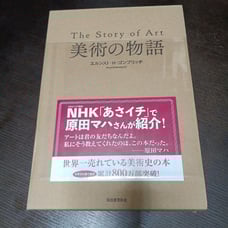 The Story of Art
美術の物語
エルンスト・H・ゴンブリッチ
NHK「あさイチ」で
原田マハさんが紹介!
アートは君の友だちなんだよ。
私にそう教えてくれたのは、この本だった。
——原田マハ
世界一売れている美術史の本
累計800万部突破!